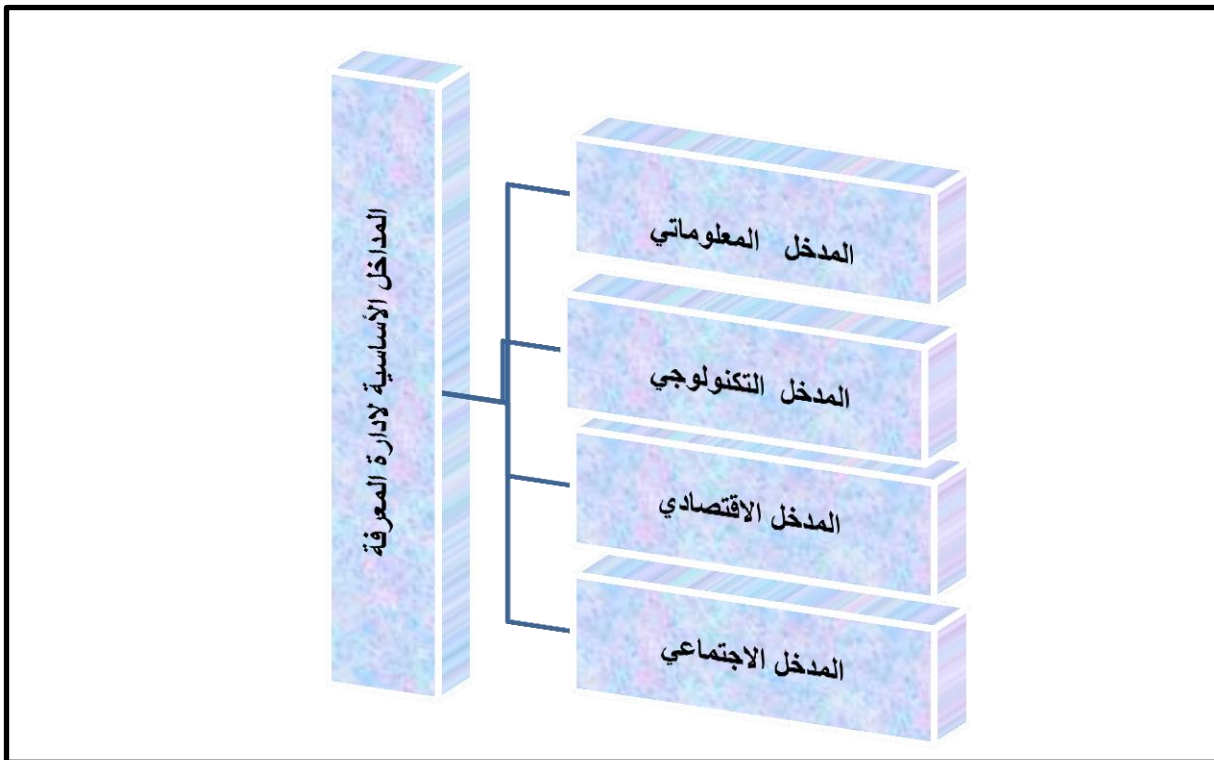 المداخل الأساسية لادارة المعرفة
المدخل المعلوماتي
المدخل التكنولوجي
المدخل الاقتصادي
المدخل الاجتماعي